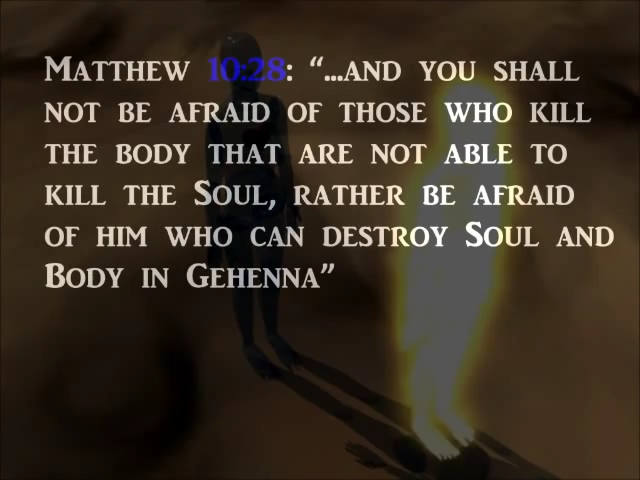 Matthew 10:28: “...and you shall
not be afraid of those who kill
the body that are not able to
kill the Soul, rather be afraid
of him who can destroy Soul and
Body in Gehenna”